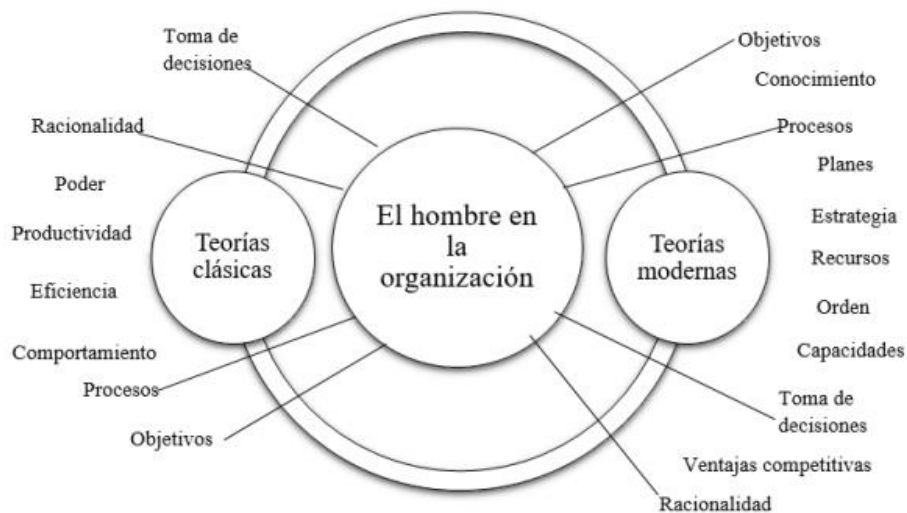 Toma de
decisiones
Racionalidad
Poder
Productividad
Eficiencia
Comportamiento
Procesos
Objetivos
Teorías
clásicas
El hombre en
la
organización
Teorías
modernas
Objetivos
Conocimiento
Procesos
Planes
Estrategia
Recursos
Orden
Capacidades
Toma de
decisiones
Ventajas competitivas
Racionalidad